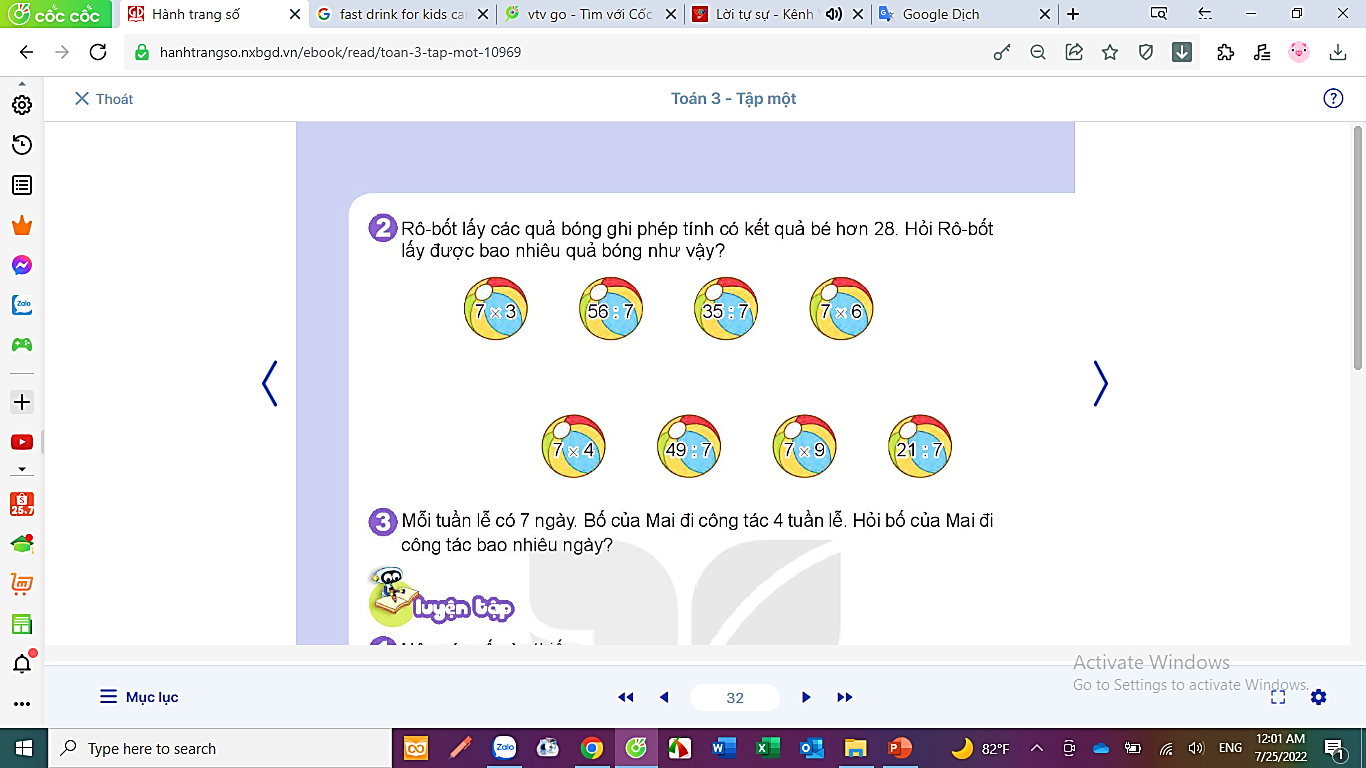 cốc cốc
Hành trang số
fast drink for kids ca
vtv go - Tìm với Cốc
Lời tự sự - Kênh
Google Dịch
hanhtrangso.nxbgd.vn/ebook/read/toan-3-tap-mot-10969
Thoát
Toán 3 - Tập một
2 Rô-bốt lấy các quả bóng ghi phép tính có kết quả bé hơn 28. Hỏi Rô-bốt
lấy được bao nhiêu quả bóng như vậy?
7 × 3 56 : 7 35 : 7 7 × 6
7 × 4 49 : 7 7 × 9 21 : 7
3 Mỗi tuần lễ có 7 ngày. Bố của Mai đi công tác 4 tuần lễ. Hỏi bố của Mai đi
công tác bao nhiêu ngày?
luyện tập
Zalo
25.7
Activate Windows
Go to Settings to activate Windows.
Mục lục
32
Type here to search
Zalo
82°F
ENG
12:01 AM
7/25/2022
1